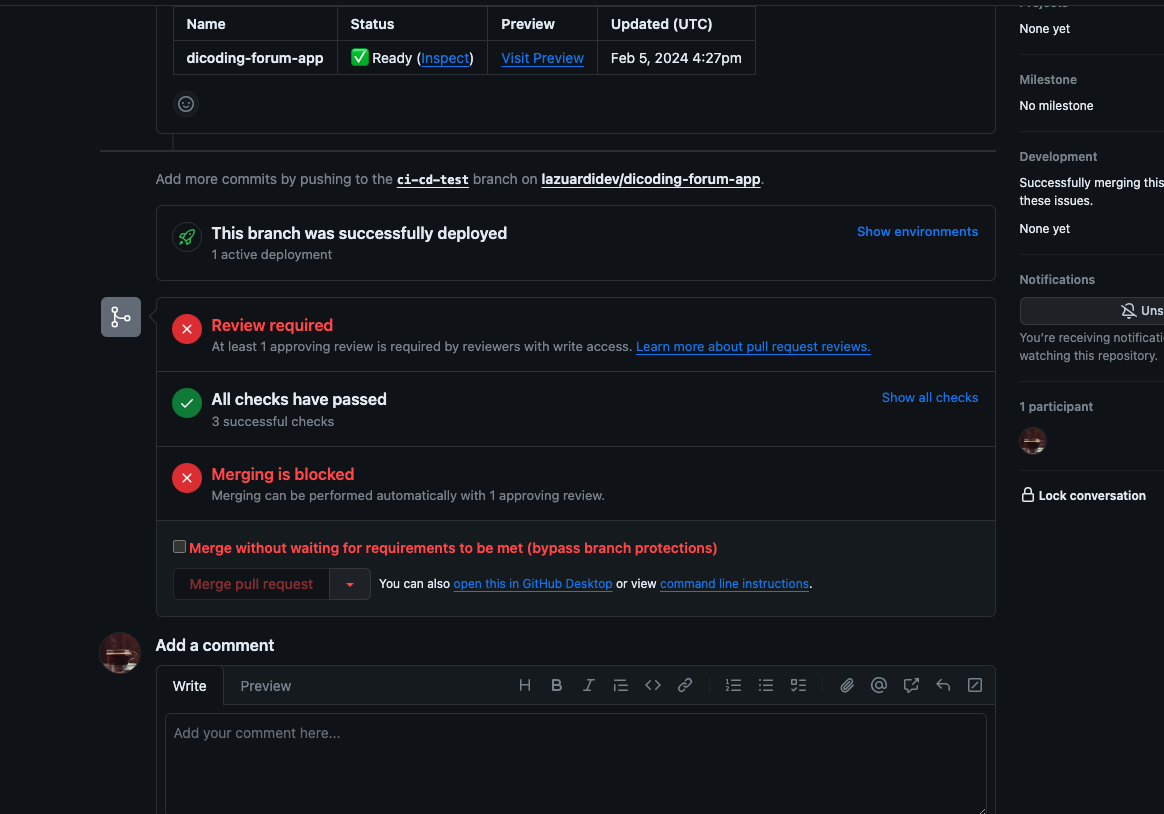 Projects
None yet
Name Status Preview Updated (UTC)
dicoding-forum-app ✅ Ready (Inspect) Visit Preview Feb 5, 2024 4:27pm
Milestone
No milestone
Development
Successfully merging this
these issues.
None yet
Add more commits by pushing to the ci-cd-test branch on lazuardidev/dicoding-forum-app.
This branch was successfully deployed
1 active deployment
Show environments
Notifications
Uns
You're receiving notificati
watching this repository.
Review required
At least 1 approving review is required by reviewers with write access. Learn more about pull request reviews.
All checks have passed
3 successful checks
Show all checks
1 participant
Merging is blocked
Merging can be performed automatically with 1 approving review.
Lock conversation
Merge without waiting for requirements to be met (bypass branch protections)
Merge pull request
You can also open this in GitHub Desktop or view command line instructions.
Add a comment
Write Preview
Add your comment here...